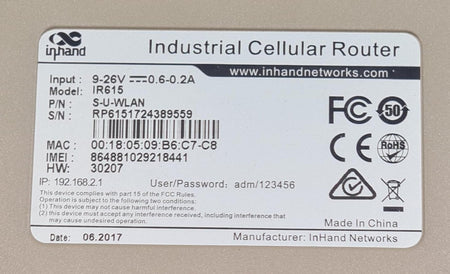 inhand
Industrial Cellular Router
www.inhandnetworks.com
Input : 9-26V 0.6-0.2A
Model: IR615
P/N : S-U-WLAN
S/N : RP6151724389559
MAC : 00:18:05:09:B6:C7-C8
IMEI : 864881029218441
HW: 30207
FC 50
CE RoHS
IP: 192.168.2.1 User/Password: adm/123456
This device complies with part 15 of the FCC Rules.
Operation is subject to the following two conditions:
(1) This device may not cause harmful interference.
(2) this device must accept any interference received, including interference that
may cause undesired operation.
Made In China
Date: 06.2017
Manufacturer: InHand Networks